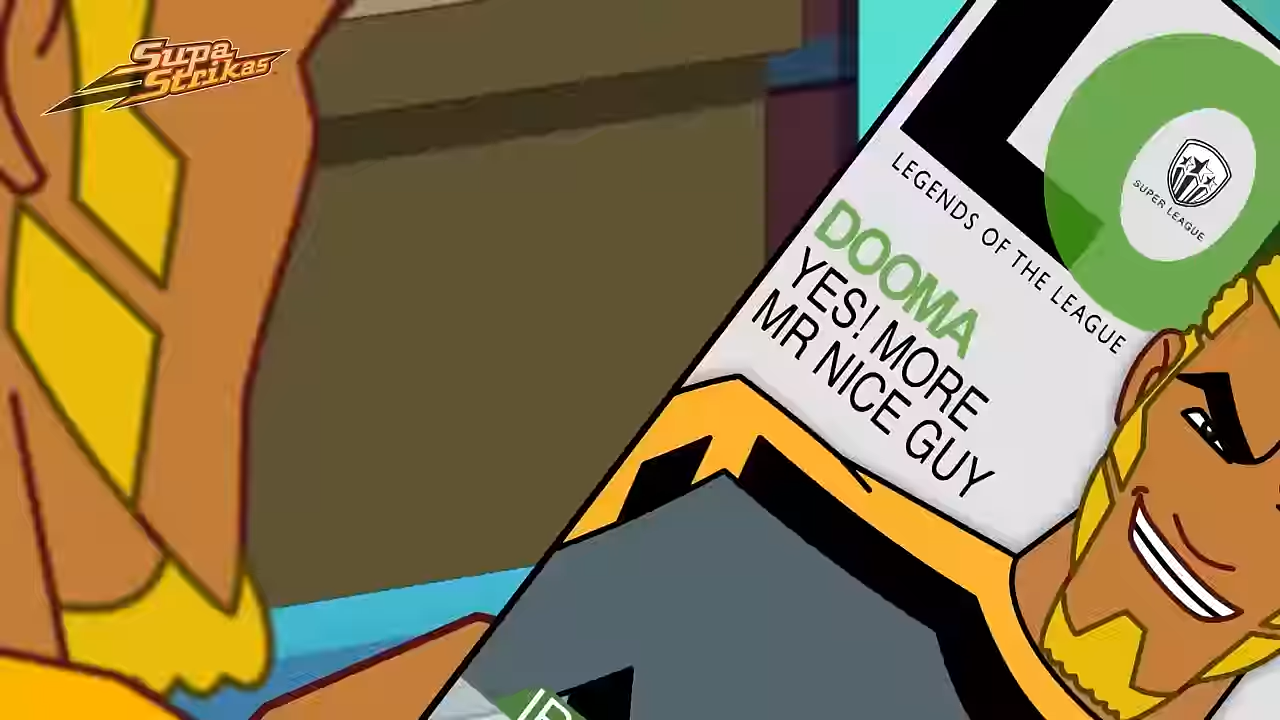 Supa
Strikas
SUPER LEAGUE
LEGENDS OF THE LEAGUE
DOOMA
YES! MORE
MR NICE GUY